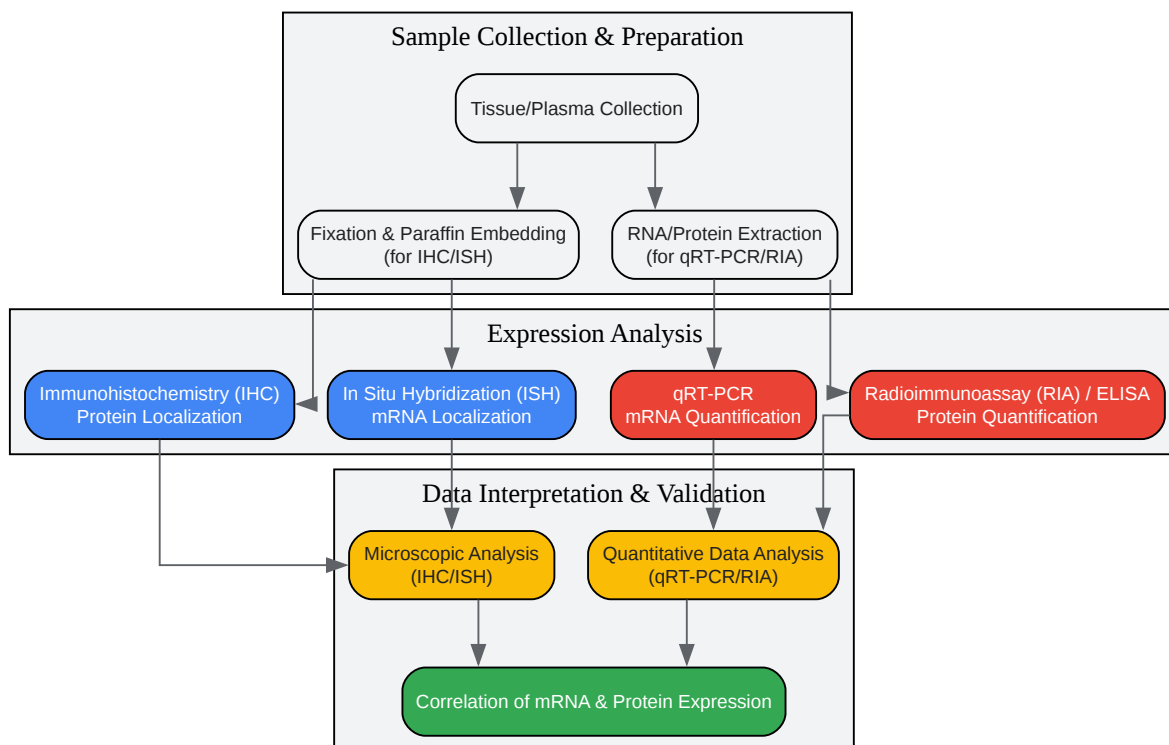 Sample Collection & Preparation
Tissue/Plasma Collection
Fixation & Paraffin Embedding
(for IHC/ISH)
RNA/Protein Extraction
(for qRT-PCR/RIA)
Expression Analysis
Immunohistochemistry (IHC)
Protein Localization
In Situ Hybridization (ISH)
mRNA Localization
qRT-PCR
mRNA Quantification
Radioimmunoassay (RIA) / ELISA
Protein Quantification
Data Interpretation & Validation
Microscopic Analysis
(IHC/ISH)
Quantitative Data Analysis
(qRT-PCR/RIA)
Correlation of mRNA & Protein Expression